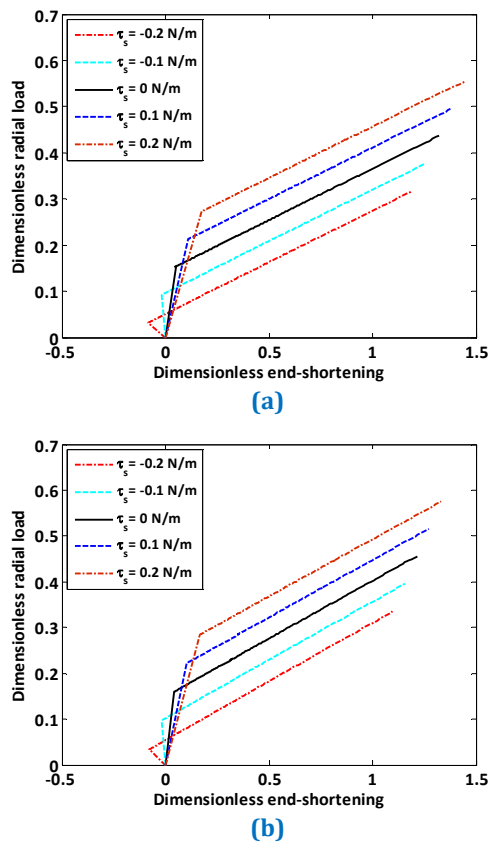 0.7
0.6
0.5
0.4
0.3
0.2
0.1
0
Dimensionless radial load
τs = -0.2 N/m
τs = -0.1 N/m
τs = 0 N/m
τs = 0.1 N/m
τs = 0.2 N/m
-0.5 0 0.5 1 1.5
Dimensionless end-shortening
(a)
0.7
0.6
0.5
0.4
0.3
0.2
0.1
0
Dimensionless radial load
τs = -0.2 N/m
τs = -0.1 N/m
τs = 0 N/m
τs = 0.1 N/m
τs = 0.2 N/m
-0.5 0 0.5 1 1.5
Dimensionless end-shortening
(b)